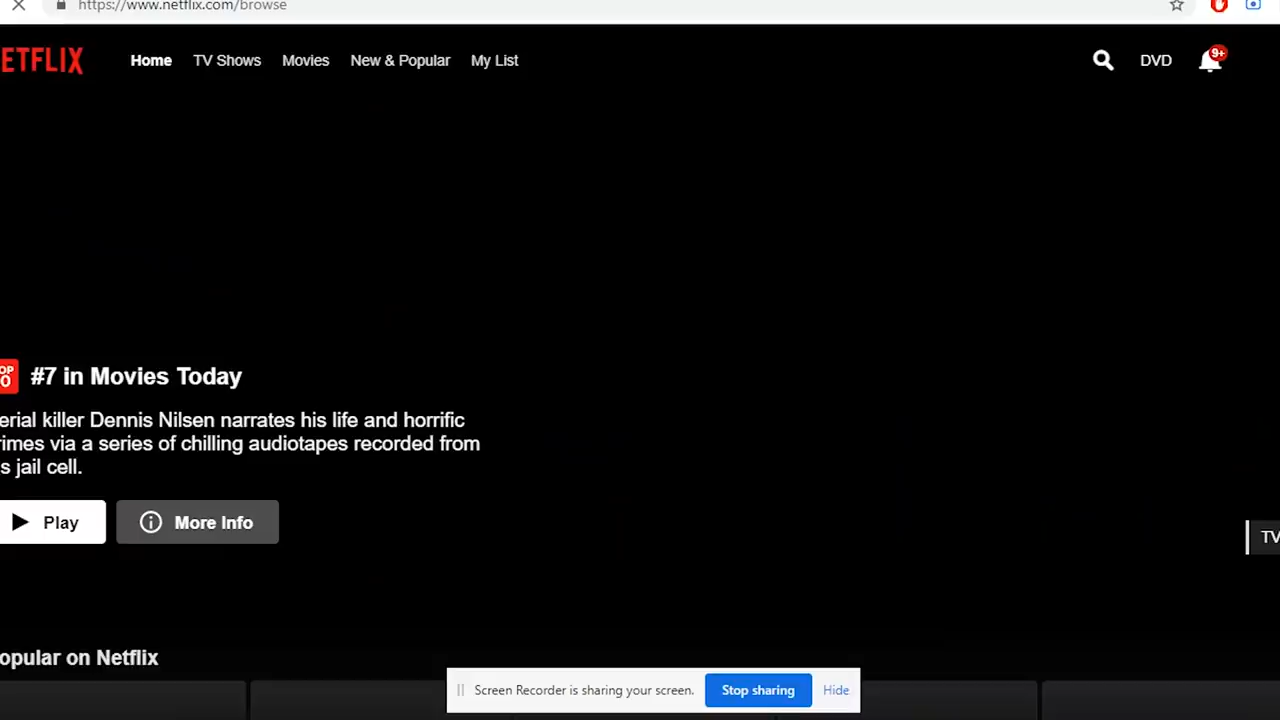 https://www.netflix.com/browse
ETFLIX
Home TV Shows Movies New & Popular My List DVD 9+
OP
0
#7 in Movies Today
erial killer Dennis Nilsen narrates his life and horrific
rimes via a series of chilling audiotapes recorded from
s jail cell.
Play More Info
TV
opular on Netflix
Screen Recorder is sharing your screen. Stop sharing Hide